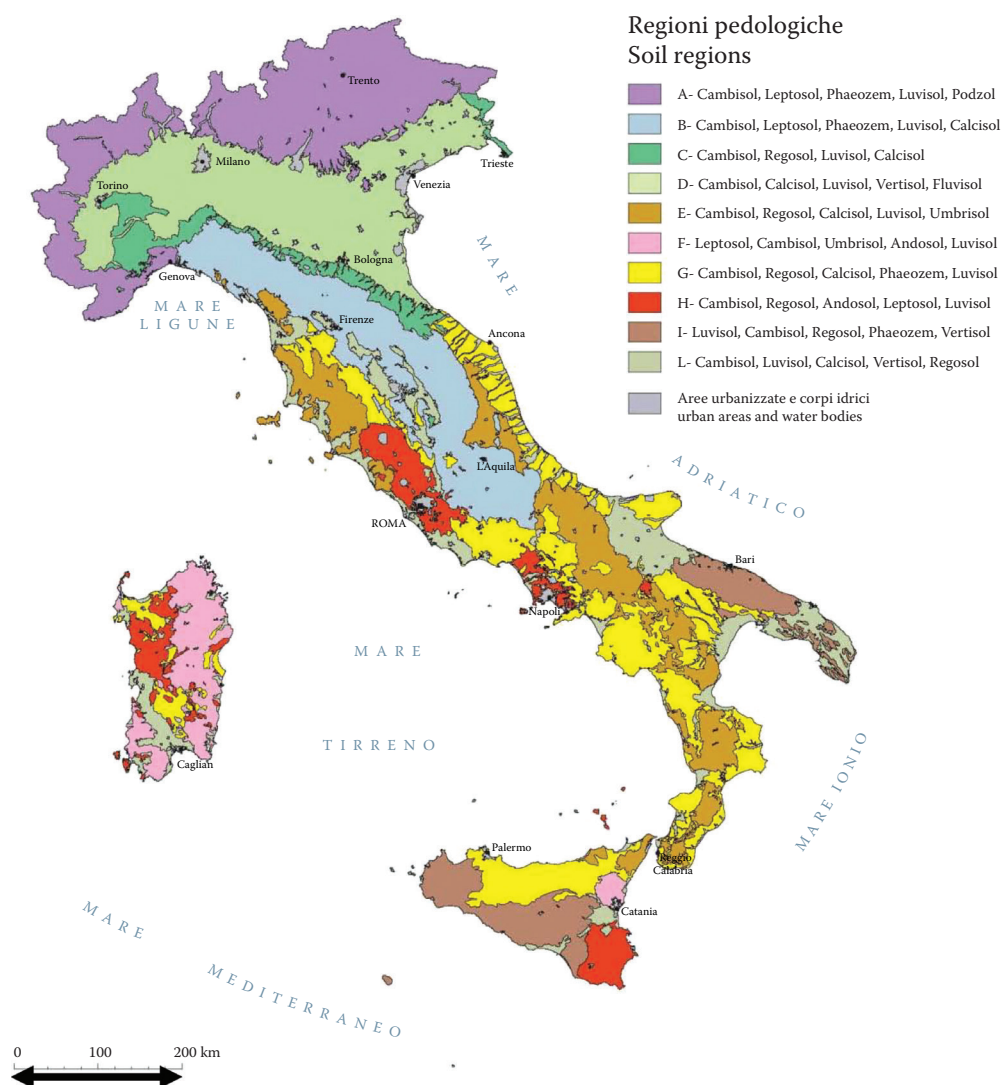 Regioni pedologiche
Soil regions
A- Cambisol, Leptosol, Phaeozem, Luvisol, Podzol
B- Cambisol, Leptosol, Phaeozem, Luvisol, Calcisol
C- Cambisol, Regosol, Luvisol, Calcisol
D- Cambisol, Calcisol, Luvisol, Vertisol, Fluvisol
E- Cambisol, Regosol, Calcisol, Luvisol, Umbrisol
F- Leptosol, Cambisol, Umbrisol, Andosol, Luvisol
G- Cambisol, Regosol, Calcisol, Phaeozem, Luvisol
H- Cambisol, Regosol, Andosol, Leptosol, Luvisol
I- Luvisol, Cambisol, Regosol, Phaeozem, Vertisol
L- Cambisol, Luvisol, Calcisol, Vertisol, Regosol
Aree urbanizzate e corpi idrici
urban areas and water bodies
Trento
Milano
Trieste
Venezia
Torino
Bologna
Genova
MARE
MARE
LIGUNE
Firenze
Ancona
L'Aquila
ADRIATICO
ROMA
Bari
Napoli
MARE
TIRRENO
Caglian
MARE IONIO
Palermo
Reggio
Calabria
Catania
MARE
MEDITERRANEO
0 100 200 km